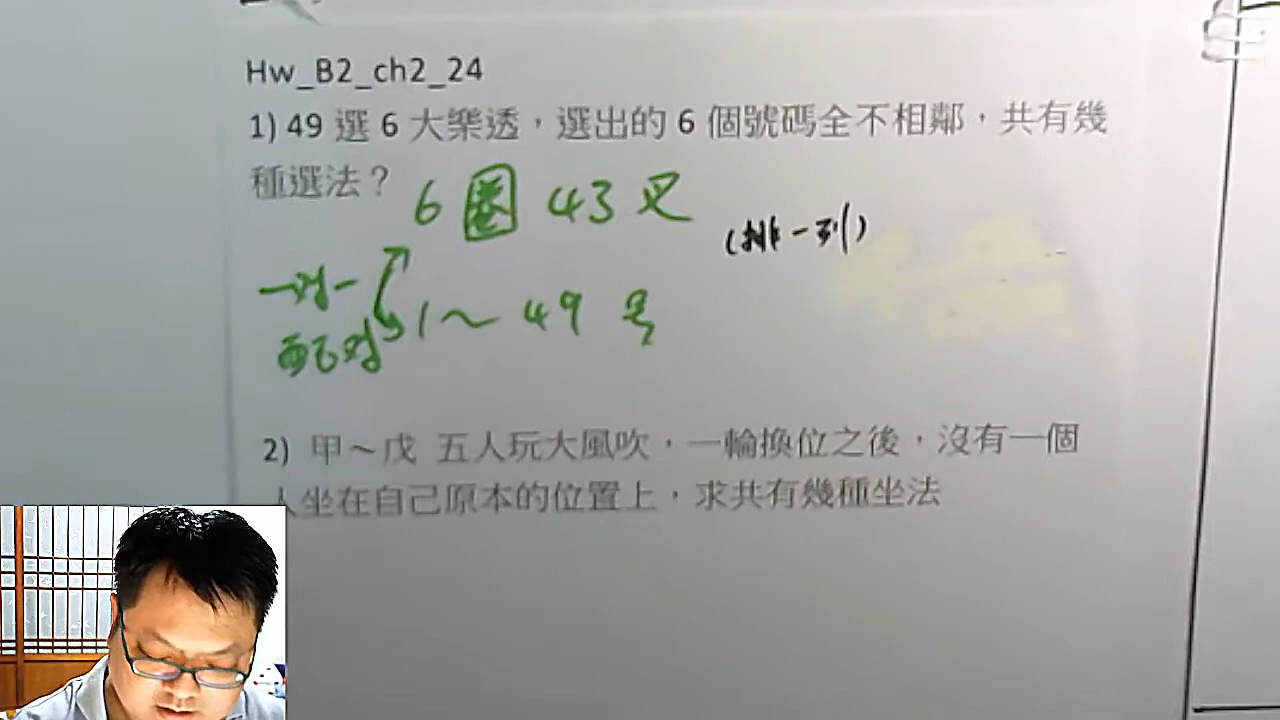 Hw_B2_ch2_24
1) 49 選 6 大樂透，選出的 6 個號碼全不相鄰，共有幾
種選法？
6 圈 43 叉
(排一列)
一对一
配对
1～49 号
2) 甲～戊 五人玩大風吹，一輪換位之後，沒有一個
人坐在自己原本的位置上，求共有幾種坐法